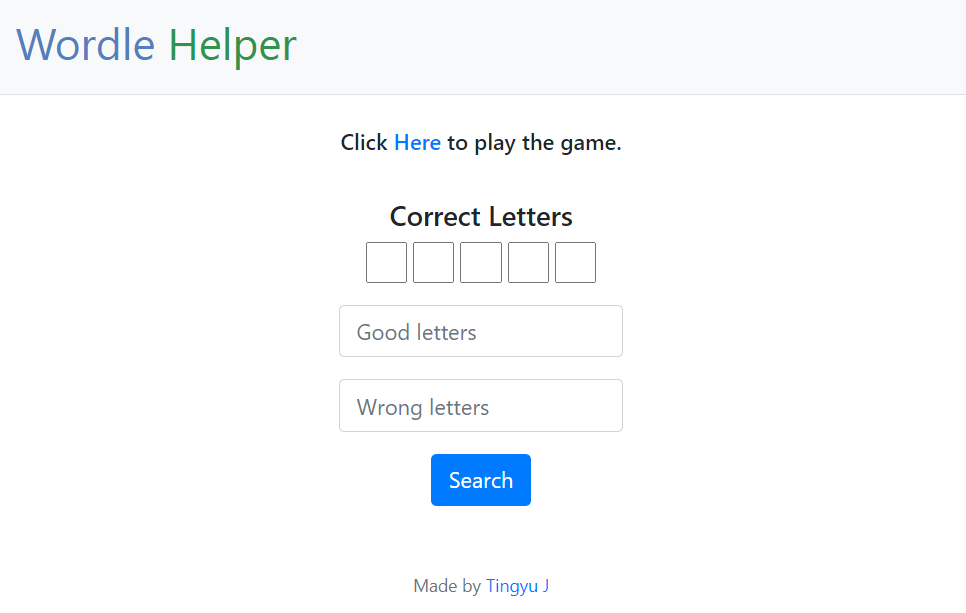 Wordle Helper
Click Here to play the game.
Correct Letters
Good letters
Wrong letters
Search
Made by Tingyu J